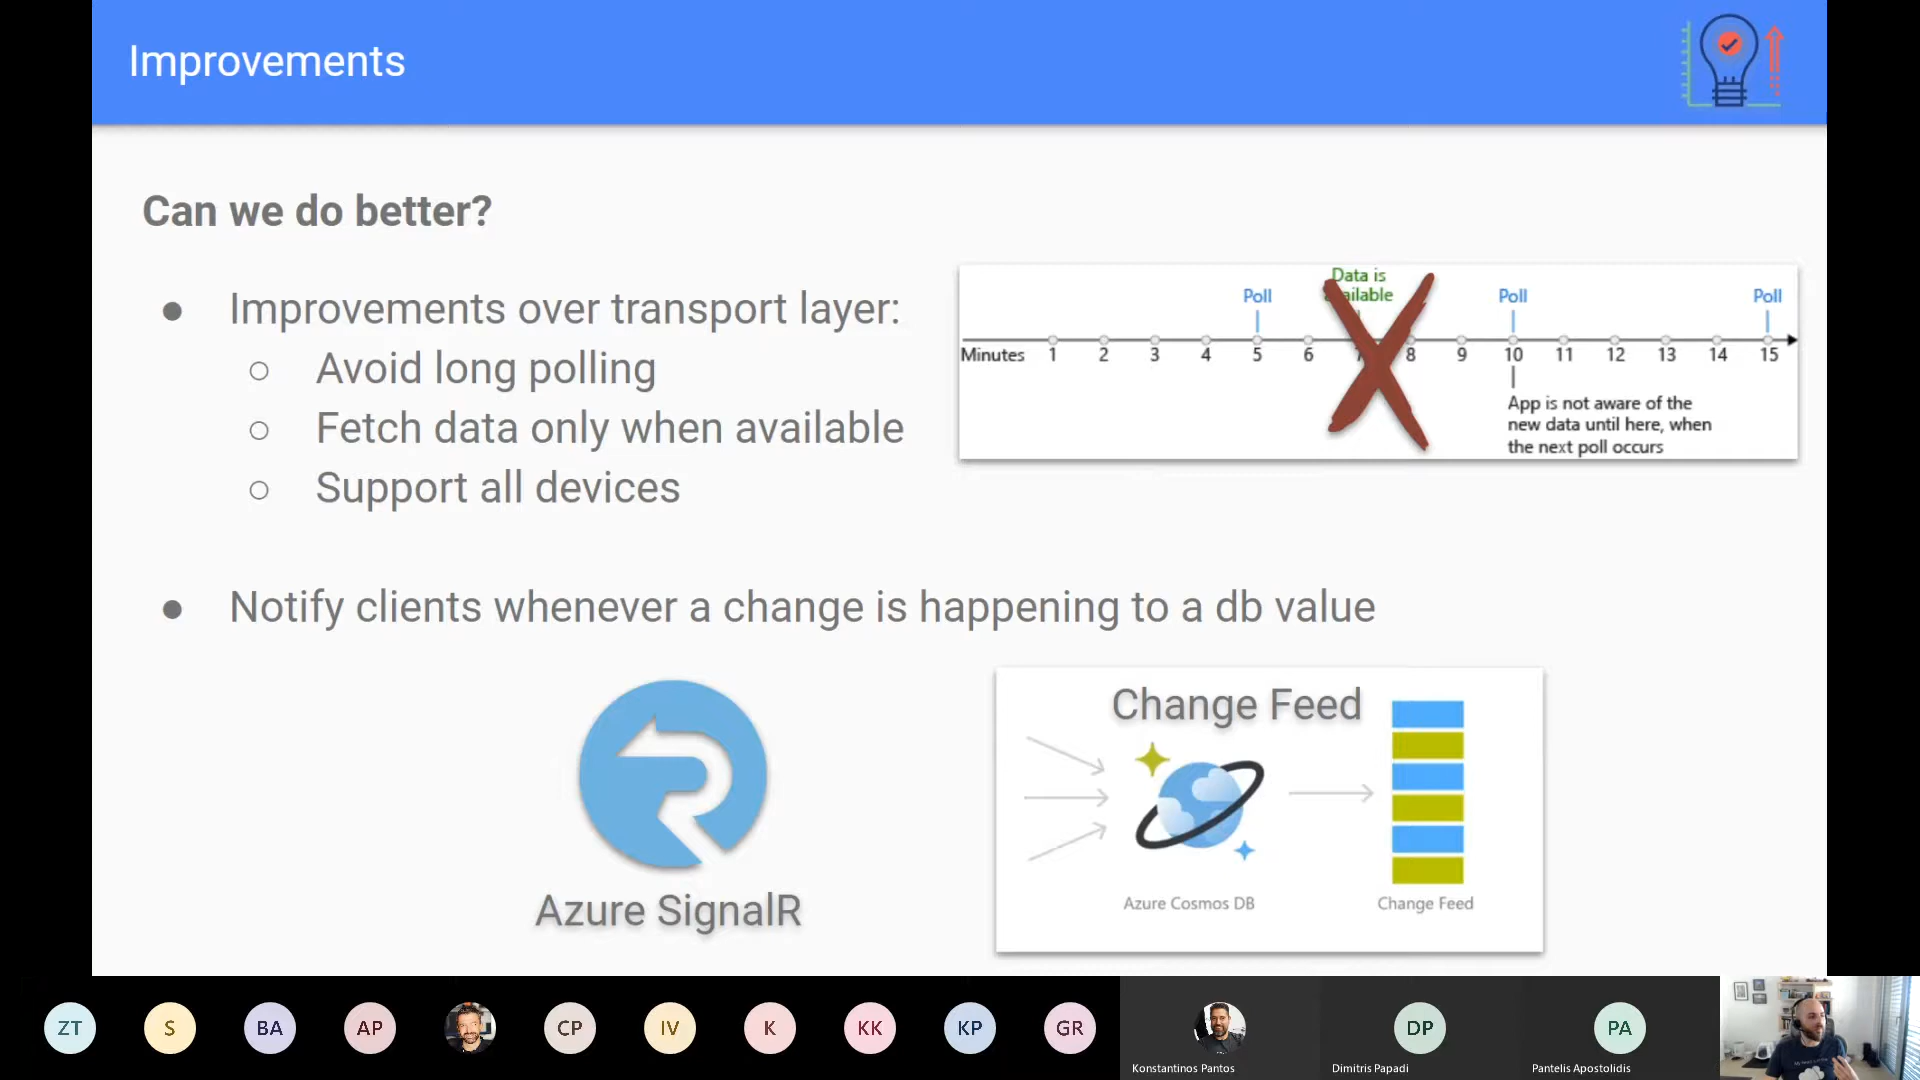 Improvements
Can we do better?
Improvements over transport layer:
Avoid long polling
Fetch data only when available
Support all devices
Data is
Poll
Poll
Poll
Minutes 1 2 3 4 5 6 8 9 10 11 12 13 14 15
App is not aware of the
new data until here, when
the next poll occurs
Notify clients whenever a change is happening to a db value
Azure SignalR
Change Feed
Azure Cosmos DB
Change Feed
ZT S BA AP CP IV K KK KP GR DP PA
Konstantinos Pantos
Dimitris Papadi
Pantelis Apostolidis